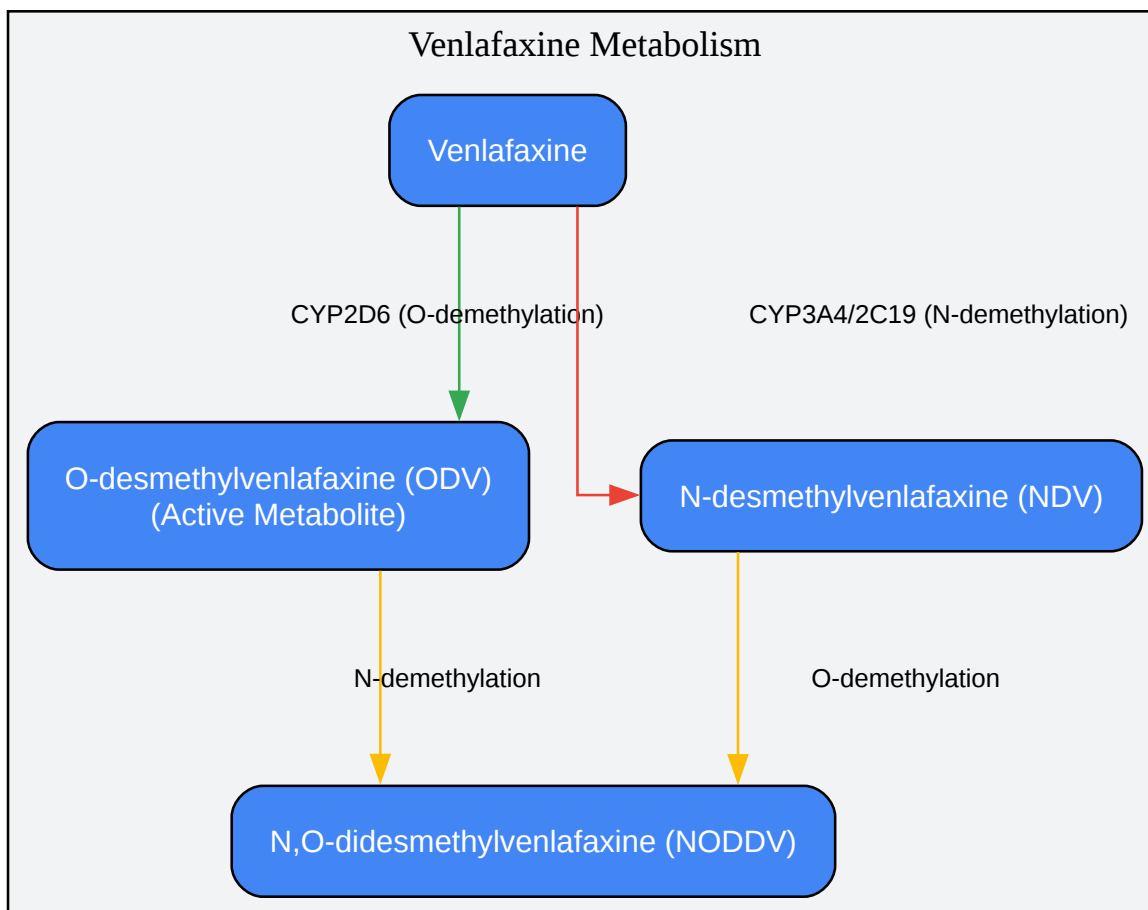 Venlafaxine Metabolism
Venlafaxine
CYP2D6 (O-demethylation)
CYP3A4/2C19 (N-demethylation)
O-desmethylvenlafaxine (ODV)
(Active Metabolite)
N-desmethylvenlafaxine (NDV)
N-demethylation
O-demethylation
N,O-didesmethylvenlafaxine (NODDV)